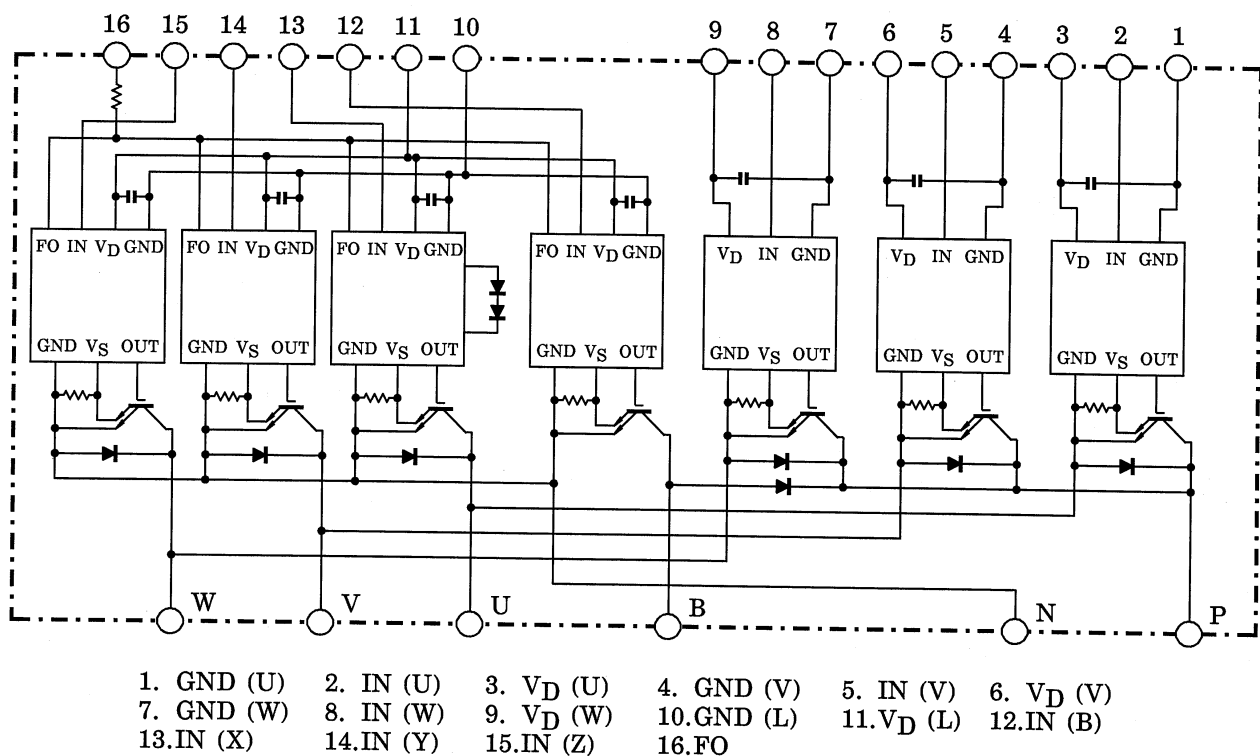 16 15 14 13 12 11 10 9 8 7 6 5 4 3 2 1
FO IN VD GND FO IN VD GND FO IN VD GND FO IN VD GND VD IN GND VD IN GND VD IN GND
GND VS OUT GND VS OUT GND VS OUT GND VS OUT GND VS OUT GND VS OUT GND VS OUT
W V U B N P
1. GND (U) 2. IN (U) 3. VD (U) 4. GND (V) 5. IN (V) 6. VD (V)
7. GND (W) 8. IN (W) 9. VD (W) 10.GND (L) 11.VD (L) 12.IN (B)
13.IN (X) 14.IN (Y) 15.IN (Z) 16.FO